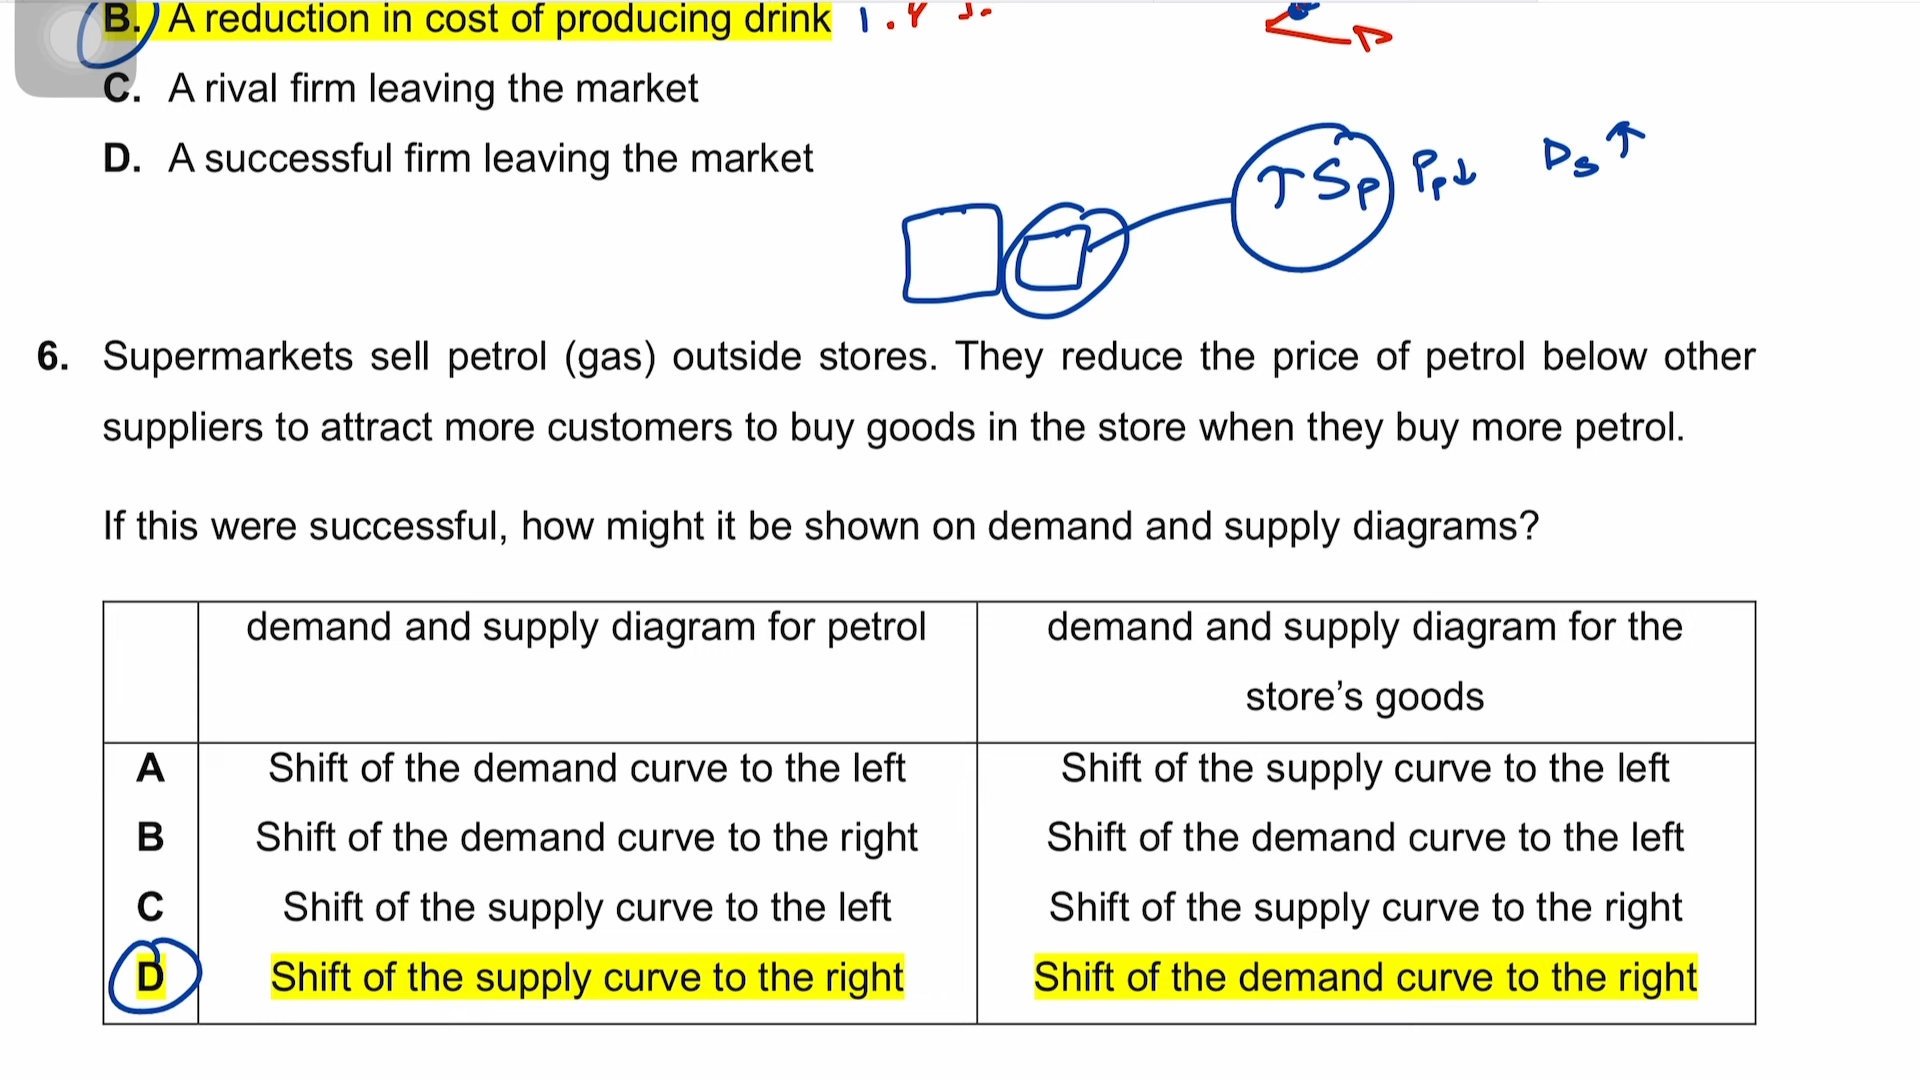 B. A reduction in cost of producing drink
C. A rival firm leaving the market
D. A successful firm leaving the market
↑Sp Pp↓ Ds↑
6. Supermarkets sell petrol (gas) outside stores. They reduce the price of petrol below other
suppliers to attract more customers to buy goods in the store when they buy more petrol.
If this were successful, how might it be shown on demand and supply diagrams?
demand and supply diagram for petrol
demand and supply diagram for the
store’s goods
A Shift of the demand curve to the left Shift of the supply curve to the left
B Shift of the demand curve to the right Shift of the demand curve to the left
C Shift of the supply curve to the left Shift of the supply curve to the right
D Shift of the supply curve to the right Shift of the demand curve to the right